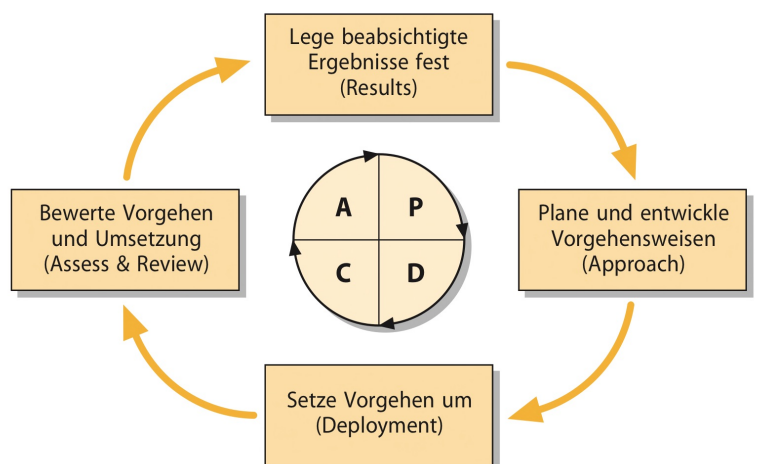 Lege beabsichtigte
Ergebnisse fest
(Results)
Plane und entwickle
Vorgehensweisen
(Approach)
Setze Vorgehen um
(Deployment)
Bewerte Vorgehen
und Umsetzung
(Assess & Review)
A P
C D